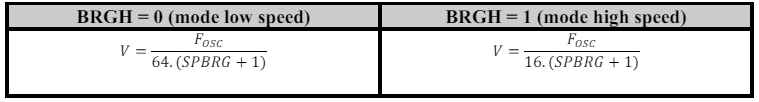 BRGH = 0 (mode low speed) BRGH = 1 (mode high speed)
V = F_OSC / 64. (SPBRG + 1) V = F_OSC / 16. (SPBRG + 1)